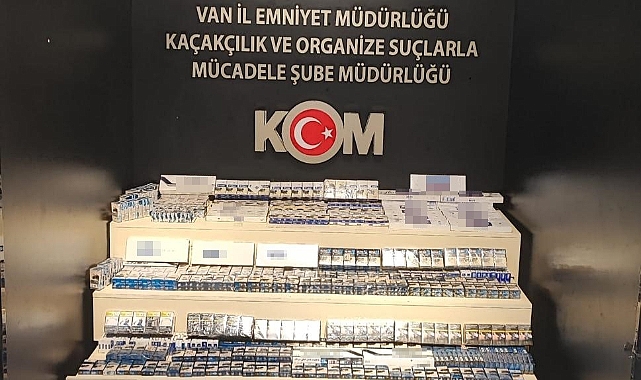 VAN İL EMNİYET MÜDÜRLÜĞÜ
KAÇAKÇILIK VE ORGANİZE SUÇLARLA
MÜCADELE ŞUBE MÜDÜRLÜĞÜ
KOM